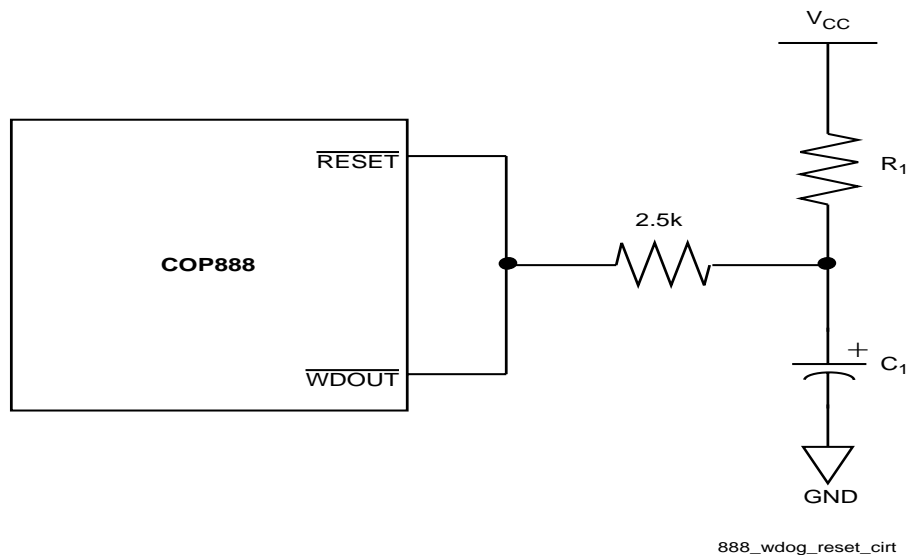 VCC
RESET
R1
2.5k
COP888
WDOUT
C1
GND
888_wdog_reset_cirt